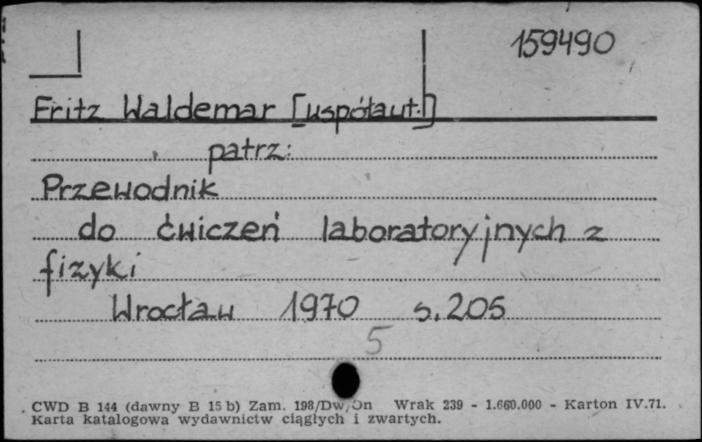 159490
Fritz Waldemar [współaut.]
patrz:
Przewodnik
do ćwiczeń laboratoryjnych z
fizyki
Wrocław 1970 s. 205
5
CWD B 144 (dawny B 15 b) Zam. 198/Dw/Dn Wrak 239 - 1.660.000 - Karton IV.71.
Karta katalogowa wydawnictw ciągłych i zwartych.